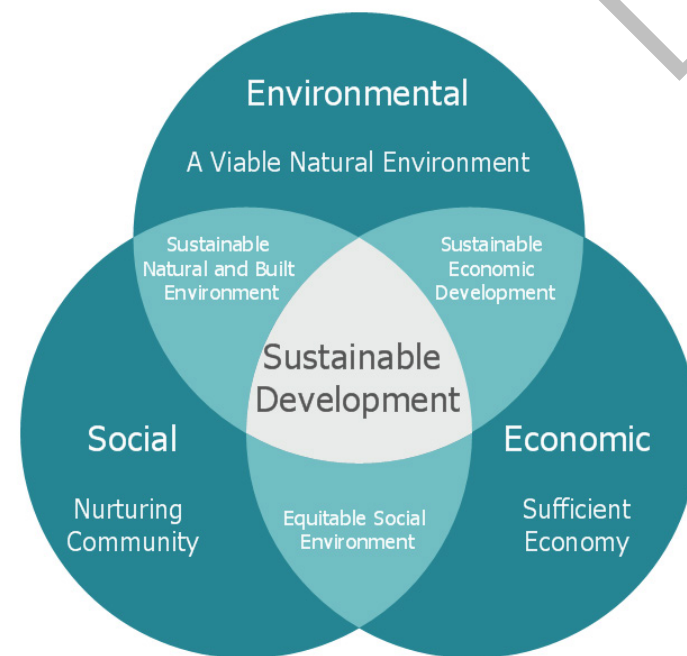 Environmental
A Viable Natural Environment
Sustainable
Natural and Built
Environment
Sustainable
Economic
Development
Sustainable
Development
Social
Nurturing
Community
Equitable Social
Environment
Economic
Sufficient
Economy